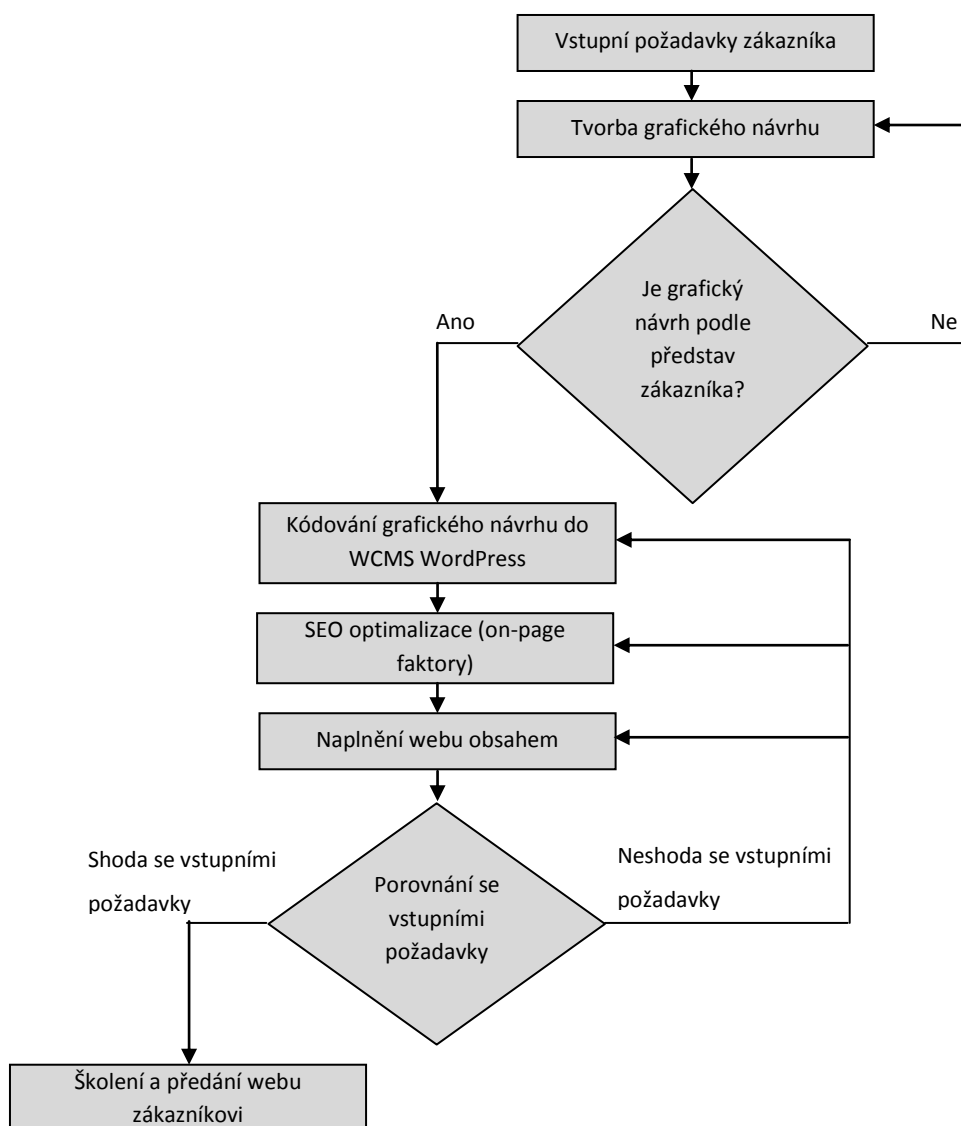 Vstupní požadavky zákazníka
Tvorba grafického návrhu
Je grafický
návrh podle
představ
zákazníka?
Ano
Ne
Kódování grafického návrhu do
WCMS WordPress
SEO optimalizace (on-page
faktory)
Naplnění webu obsahem
Shoda se vstupními
požadavky
Porovnání se
vstupními
požadavky
Neshoda se vstupními
požadavky
Školení a předání webu
zákazníkovi